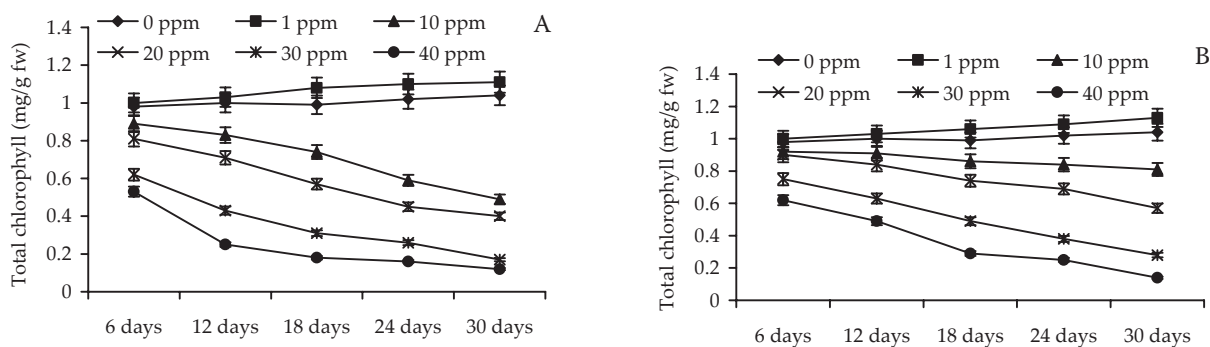 A
0 ppm 1 ppm 10 ppm
20 ppm 30 ppm 40 ppm
Total chlorophyll (mg/g fw)
1.4
1.2
1
0.8
0.6
0.4
0.2
0
6 days 12 days 18 days 24 days 30 days
B
0 ppm 1 ppm 10 ppm
20 ppm 30 ppm 40 ppm
Total chlorophyll (mg/g fw)
1.4
1.2
1
0.8
0.6
0.4
0.2
0
6 days 12 days 18 days 24 days 30 days